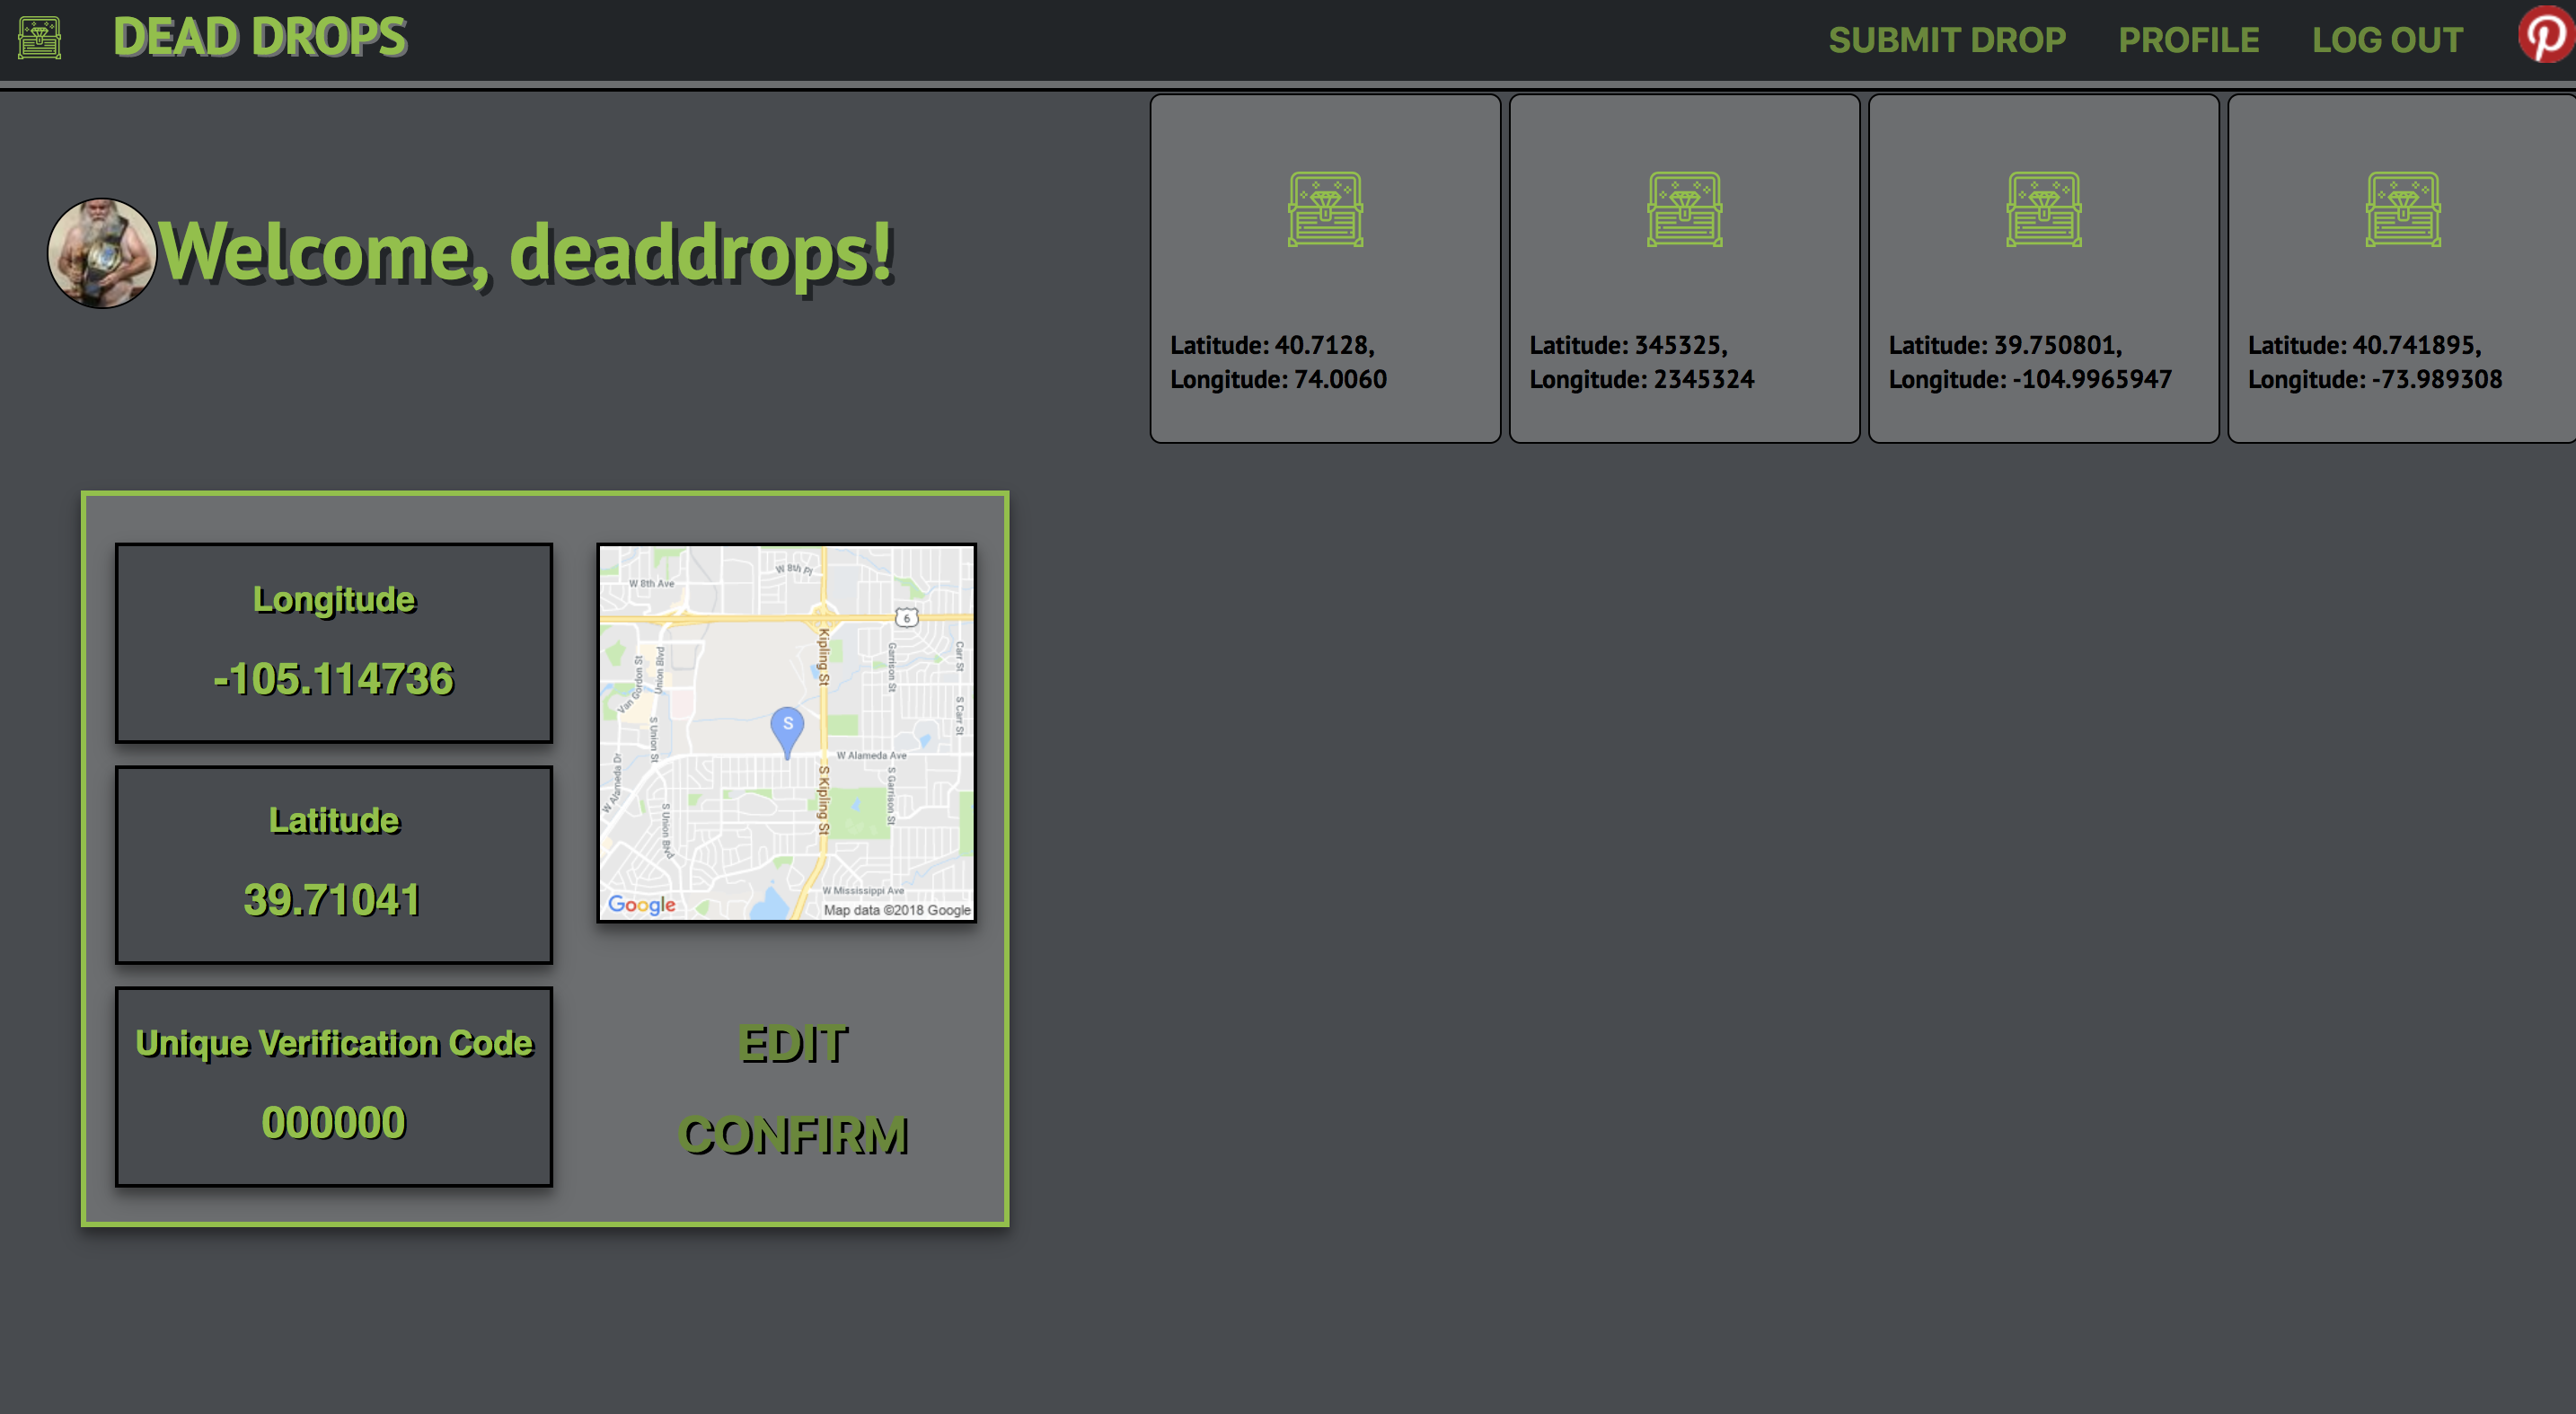 DEAD DROPS
SUBMIT DROP
PROFILE
LOG OUT
Welcome, deaddrops!
Latitude: 40.7128,
Longitude: 74.0060
Latitude: 345325,
Longitude: 2345324
Latitude: 39.750801,
Longitude: -104.9965947
Latitude: 40.741895,
Longitude: -73.989308
Longitude
-105.114736
Latitude
39.71041
Unique Verification Code
000000
W 8th Ave
W 8th Pl
6
Kipling St
Garrison St
Carr St
Van Gordon St
Union Blvd
S Union St
S Carr St
S
W Alameda Ave
W Alameda Dr
S Kipling St
S Garrison St
S Union Blvd
W Mississippi Ave
Google
Map data ©2018 Google
EDIT
CONFIRM